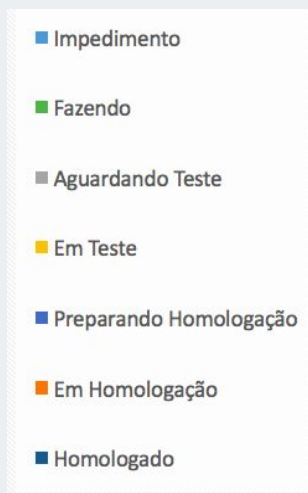 Impedimento
Fazendo
Aguardando Teste
Em Teste
Preparando Homologação
Em Homologação
Homologado